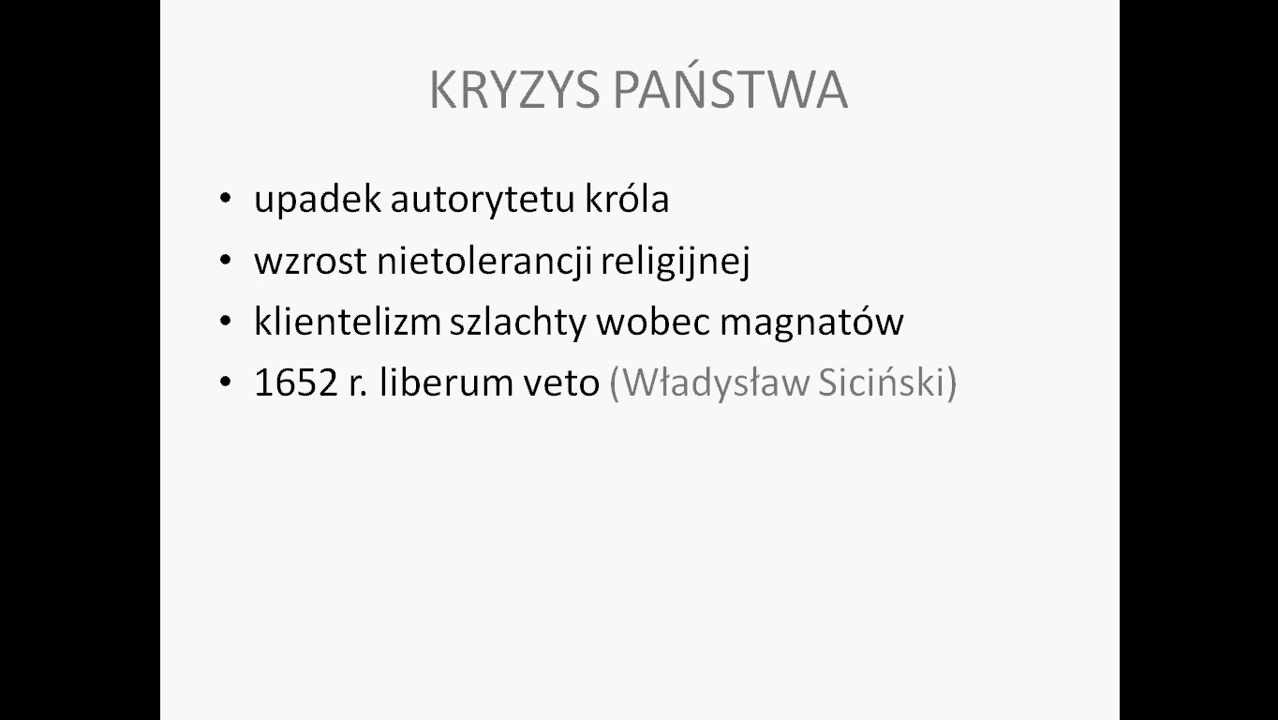 KRYZYS PAŃSTWA
• upadek autorytetu króla
• wzrost nietolerancji religijnej
• klientelizm szlachty wobec magnatów
• 1652 r. liberum veto (Władysław Siciński)